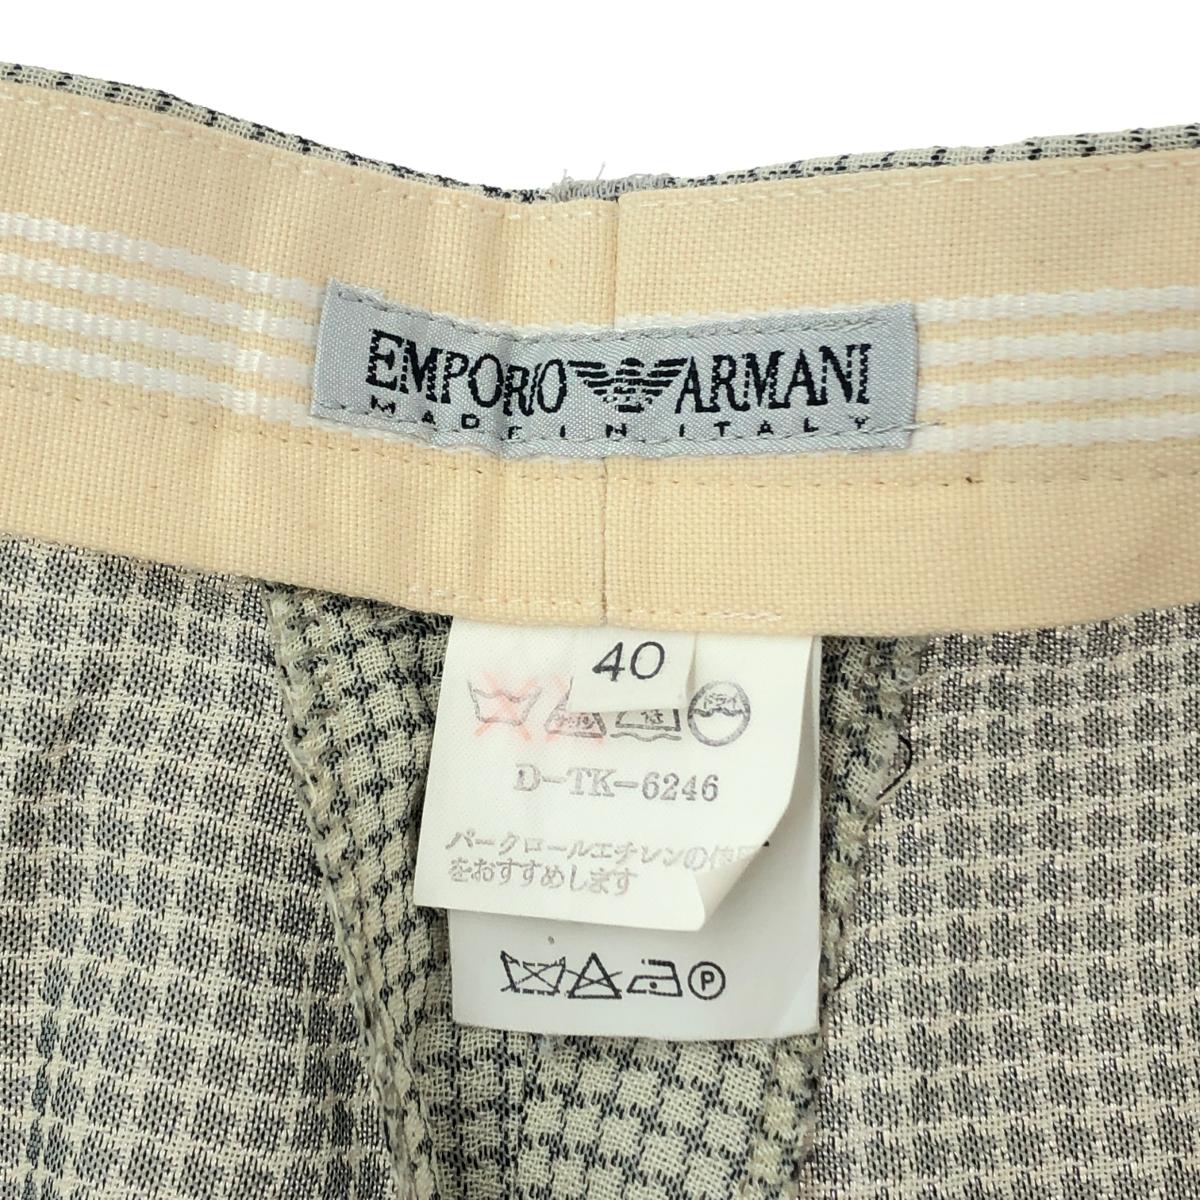 EMPORIO ARMANI
MADE IN ITALY
40
D-TK-6246
パークロールエチレンの使用
をおすすめします
P